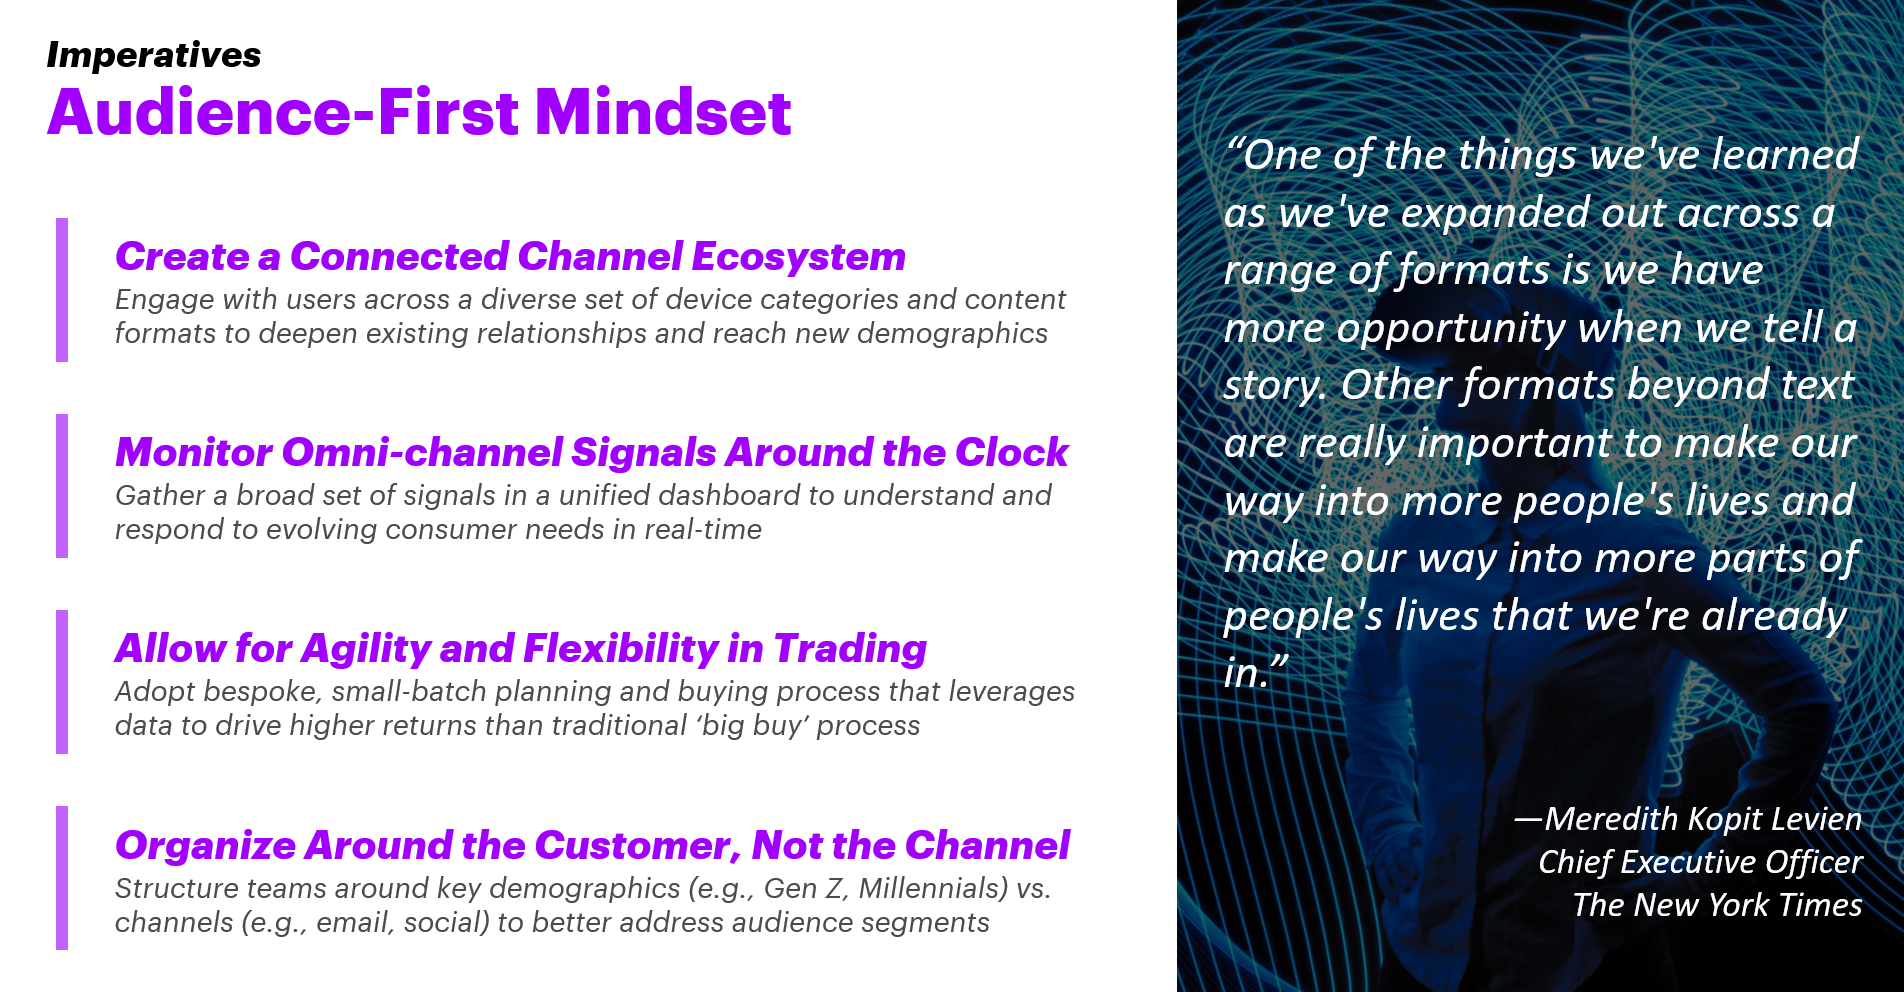 Imperatives
Audience-First Mindset
Create a Connected Channel Ecosystem
Engage with users across a diverse set of device categories and content
formats to deepen existing relationships and reach new demographics
Monitor Omni-channel Signals Around the Clock
Gather a broad set of signals in a unified dashboard to understand and
respond to evolving consumer needs in real-time
Allow for Agility and Flexibility in Trading
Adopt bespoke, small-batch planning and buying process that leverages
data to drive higher returns than traditional ‘big buy’ process
Organize Around the Customer, Not the Channel
Structure teams around key demographics (e.g., Gen Z, Millennials) vs.
channels (e.g., email, social) to better address audience segments
“One of the things we've learned
as we've expanded out across a
range of formats is we have
more opportunity when we tell a
story. Other formats beyond text
are really important to make our
way into more people's lives and
make our way into more parts of
people's lives that we're already
in.”
—Meredith Kopit Levien
Chief Executive Officer
The New York Times